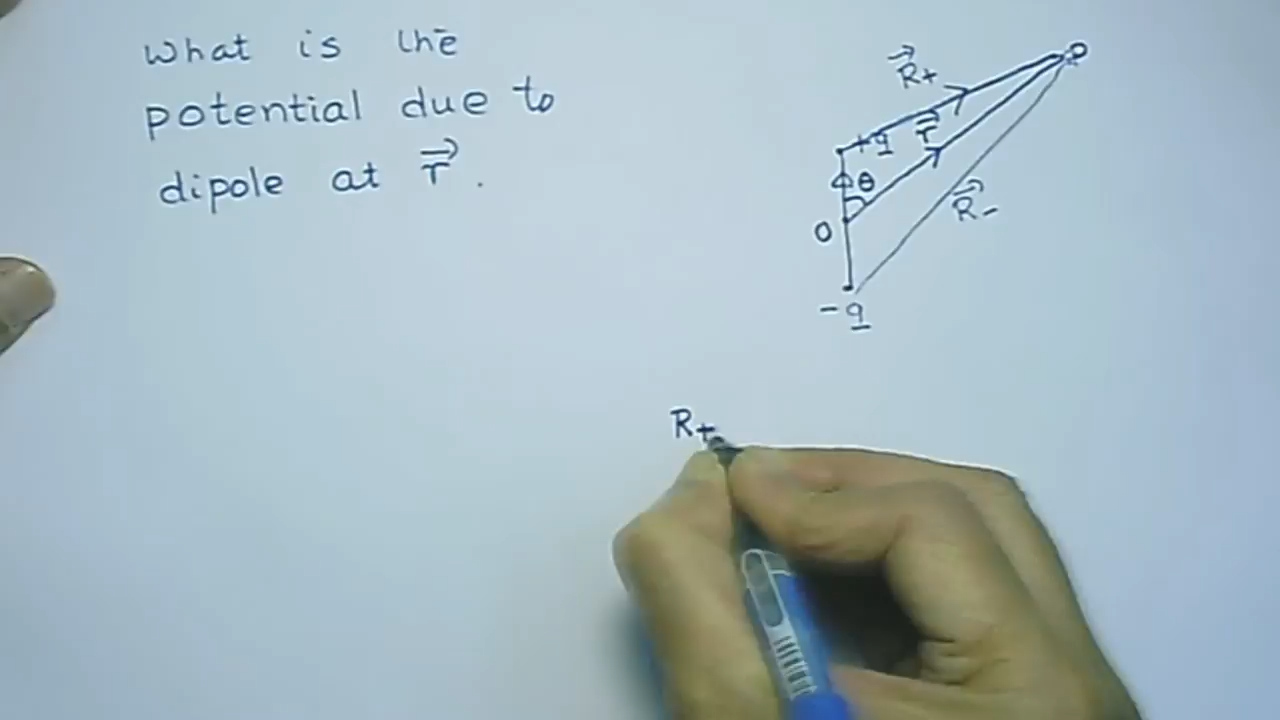 What is the
potential due to
dipole at r⃗.
R⃗+
P
+q
r⃗
θ
R⃗-
O
-q
R+